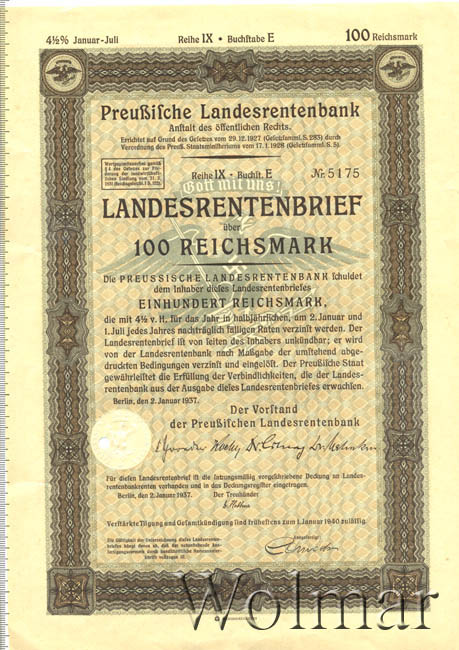 4½% Januar-Juli Reihe IX • Buchſtabe E 100 Reichsmark
Preußiſche Landesrentenbank
Anſtalt des öffentlichen Rechts.
Errichtet auf Grund des Geſetzes vom 29.12.1927 (Geſetzſamml. S. 283) durch
Verordnung des Preuß. Staatsminiſteriums vom 17.1.1928 (Geſetzſamml. S. 5).
Reihe IX • Buchſt. E Nr. 5175
Gott mit uns!
LANDESRENTENBRIEF
über
100 REICHSMARK
Die PREUSSISCHE LANDESRENTENBANK ſchuldet
dem Inhaber dieſes Landesrentenbriefes
EINHUNDERT REICHSMARK,
die mit 4½ v. H. für das Jahr in halbjährlichen, am 2. Januar und
1. Juli jedes Jahres nachträglich fälligen Raten verzinſt werden. Der
Landesrentenbrief iſt von ſeiten des Inhabers unkündbar; er wird
von der Landesrentenbank nach Maßgabe der umſtehend abge-
druckten Bedingungen verzinſt und eingelöſt. Der Preußiſche Staat
gewährleiſtet die Erfüllung der Verbindlichkeiten, die der Landes-
rentenbank aus der Ausgabe dieſes Landesrentenbriefes erwachſen.
Berlin, den 2. Januar 1937.
Der Vorſtand
der Preußiſchen Landesrentenbank
Für dieſen Landesrentenbrief iſt die ſatzungsmäßig vorgeſchriebene Deckung an Landes-
rentenbankrenten vorhanden und in das Deckungsregiſter eingetragen.
Berlin, den 2. Januar 1937. Der Treuhänder
Verſtärkte Tilgung und Geſamtkündigung ſind früheſtens zum 1. Januar 1940 zuläſſig.
Ausgefertigt:
Wolmar